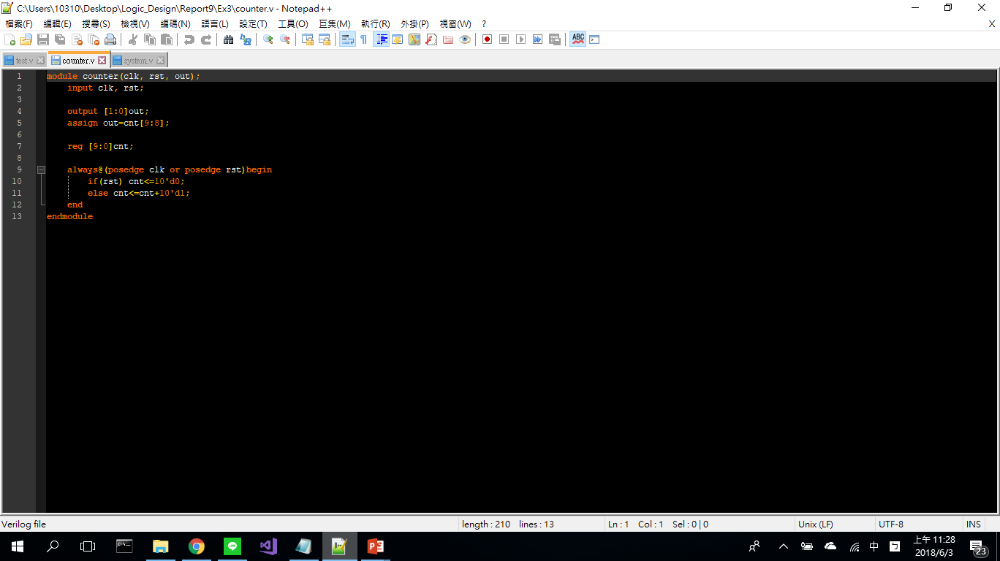 C:\Users\10310\Desktop\Logic_Design\Report9\Ex3\counter.v - Notepad++
檔案(F) 編輯(E) 搜尋(S) 檢視(V) 編碼(N) 語言(L) 設定(T) 工具(O) 巨集(M) 執行(R) 外掛(P) 視窗(W) ? X
test.v counter.v system.v
1 module counter(clk, rst, out);
2 input clk, rst;
3
4 output [1:0]out;
5 assign out=cnt[9:8];
6
7 reg [9:0]cnt;
8
9 always@(posedge clk or posedge rst)begin
10 if(rst) cnt<=10'd0;
11 else cnt<=cnt+10'd1;
12 end
13 endmodule
Verilog file length : 210 lines : 13 Ln : 1 Col : 1 Sel : 0 | 0 Unix (LF) UTF-8 INS
中 上午 11:28
2018/6/3 23